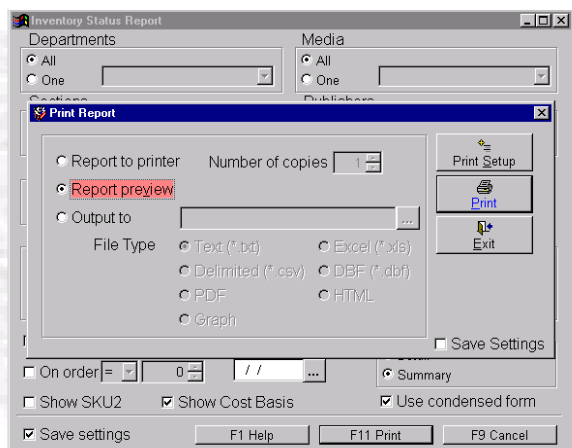 Inventory Status Report
Departments Media
All All
One One
Sections Publishers
Print Report
Report to printer Number of copies 1
Report preview
Output to ...
File Type Text (*.txt) Excel (*.xls)
Delimited (*.csv) DBF (*.dbf)
PDF HTML
Graph
Print Setup
Print
Exit
Save Settings
On order = 0 / / ...
Summary
Show SKU2 Show Cost Basis Use condensed form
Save settings F1 Help F11 Print F9 Cancel